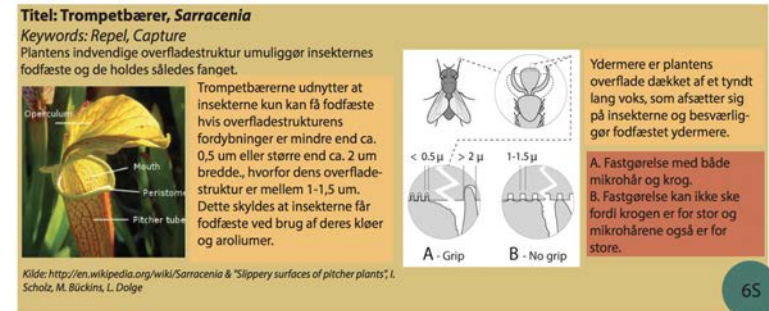 Titel: Trompetbærer, Sarracenia
Keywords: Repel, Capture
Plantens indvendige overfladestruktur umuliggør insekternes
fodfæste og de holdes således fanget.
Operculum
Mouth
Peristome
Pitcher tube
Trompetbærerne udnytter at
insekterne kun kan få fodfæste
hvis overfladestrukturens
fordybninger er mindre end ca.
0,5 um eller større end ca. 2 um
bredde., hvorfor dens overflade-
struktur er mellem 1-1,5 um.
Dette skyldes at insekterne får
fodfæste ved brug af deres kløer
og aroliumer.
< 0.5 µ / > 2 µ
1-1.5 µ
A - Grip
B - No grip
Ydermere er plantens
overflade dækket af et tyndt
lang voks, som afsætter sig
på insekterne og besværlig-
gør fodfæstet ydermere.
A. Fastgørelse med både
mikrohår og krog.
B. Fastgørelse kan ikke ske
fordi krogen er for stor og
mikrohårene også er for
store.
Kilde: http://en.wikipedia.org/wiki/Sarracenia & "Slippery surfaces of pitcher plants", I.
Scholz, M. Bückins, L. Dolge
6S